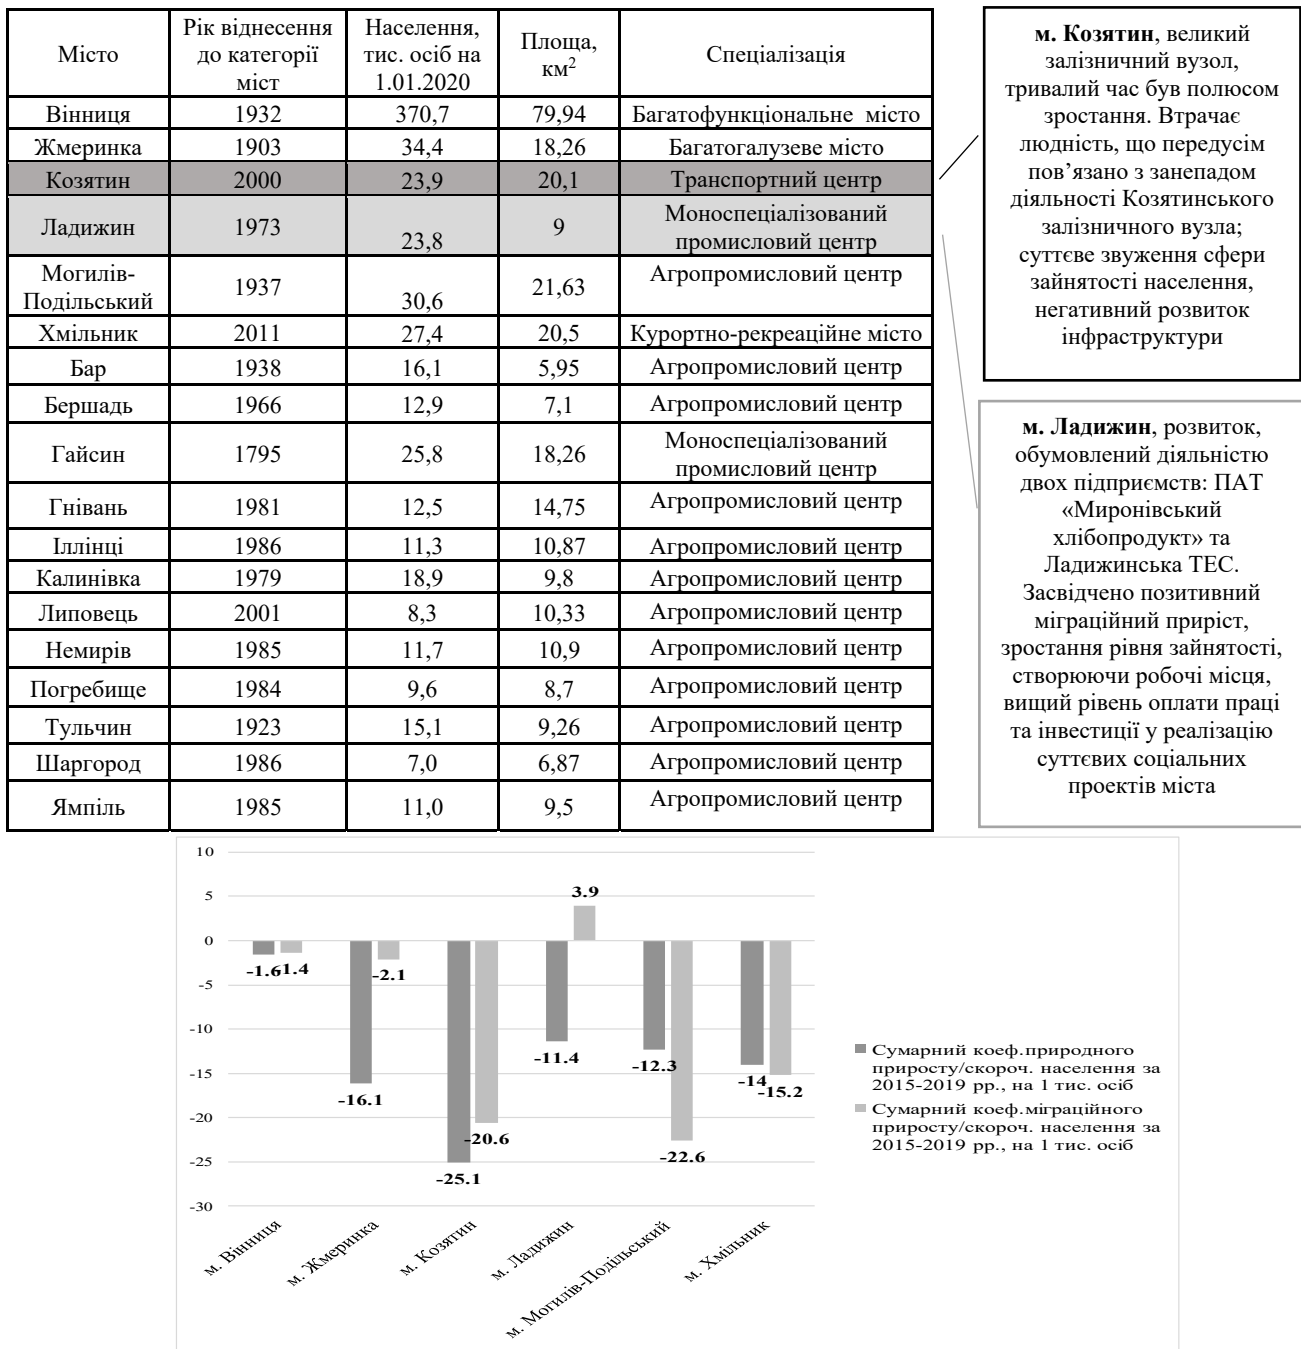 Місто
Рік віднесення
до категорії
міст
Населення,
тис. осіб на
1.01.2020
Площа,
км2
Спеціалізація
Вінниця 1932 370,7 79,94 Багатофункціональне місто
Жмеринка 1903 34,4 18,26 Багатогалузеве місто
Козятин 2000 23,9 20,1 Транспортний центр
Ладижин 1973 23,8 9 Моноспеціалізований
промисловий центр
Могилів-
Подільський 1937 30,6 21,63 Агропромисловий центр
Хмільник 2011 27,4 20,5 Курортно-рекреаційне місто
Бар 1938 16,1 5,95 Агропромисловий центр
Бершадь 1966 12,9 7,1 Агропромисловий центр
Гайсин 1795 25,8 18,26 Моноспеціалізований
промисловий центр
Гнівань 1981 12,5 14,75 Агропромисловий центр
Іллінці 1986 11,3 10,87 Агропромисловий центр
Калинівка 1979 18,9 9,8 Агропромисловий центр
Липовець 2001 8,3 10,33 Агропромисловий центр
Немирів 1985 11,7 10,9 Агропромисловий центр
Погребище 1984 9,6 8,7 Агропромисловий центр
Тульчин 1923 15,1 9,26 Агропромисловий центр
Шаргород 1986 7,0 6,87 Агропромисловий центр
Ямпіль 1985 11,0 9,5 Агропромисловий центр
м. Козятин, великий
залізничний вузол,
тривалий час був полюсом
зростання. Втрачає
людність, що передусім
пов’язано з занепадом
діяльності Козятинського
залізничного вузла;
суттєве звуження сфери
зайнятості населення,
негативний розвиток
інфраструктури
м. Ладижин, розвиток,
обумовлений діяльністю
двох підприємств: ПАТ
«Миронівський
хлібопродукт» та
Ладижинська ТЕС.
Засвідчено позитивний
міграційний приріст,
зростання рівня зайнятості,
створюючи робочі місця,
вищий рівень оплати праці
та інвестиції у реалізацію
суттєвих соціальних
проектів міста
10
5
0
-5
-10
-15
-20
-25
-30
-1.6
1.4
-16.1
-2.1
-25.1
-20.6
-11.4
3.9
-12.3
-22.6
-14
-15.2
м. Вінниця
м. Жмеринка
м. Козятин
м. Ладижин
м. Могилів-Подільський
м. Хмільник
Сумарний коеф.природного
приросту/скороч. населення за
2015-2019 рр., на 1 тис. осіб
Сумарний коеф.міграційного
приросту/скороч. населення за
2015-2019 рр., на 1 тис. осіб